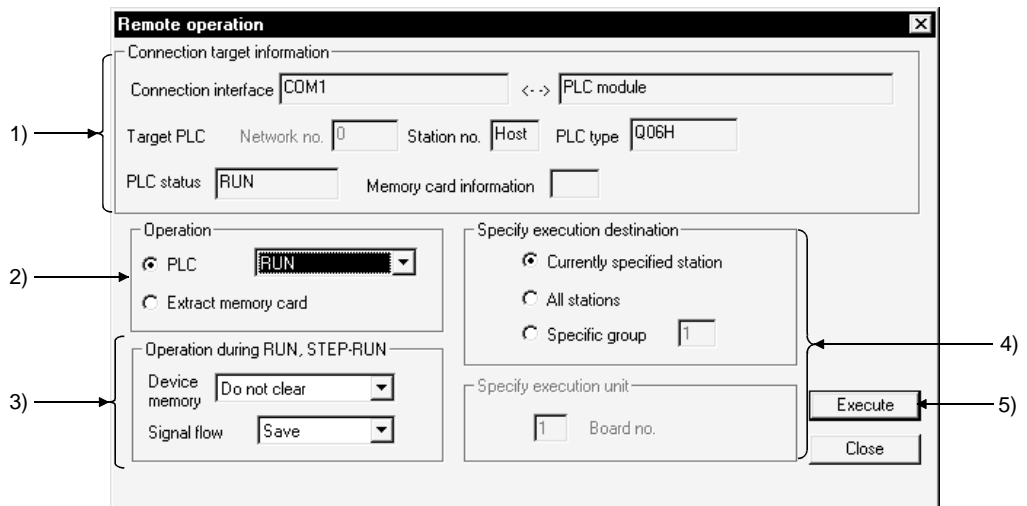 Remote operation
Connection target information
Connection interface COM1 <--> PLC module
1)
Target PLC Network no. 0 Station no. Host PLC type Q06H
PLC status RUN Memory card information
Operation
Specify execution destination
2)
PLC RUN
Currently specified station
Extract memory card
All stations
Specific group 1
3)
Operation during RUN, STEP-RUN
4)
Device memory Do not clear
Specify execution unit
Signal flow Save
1 Board no.
Execute
5)
Close